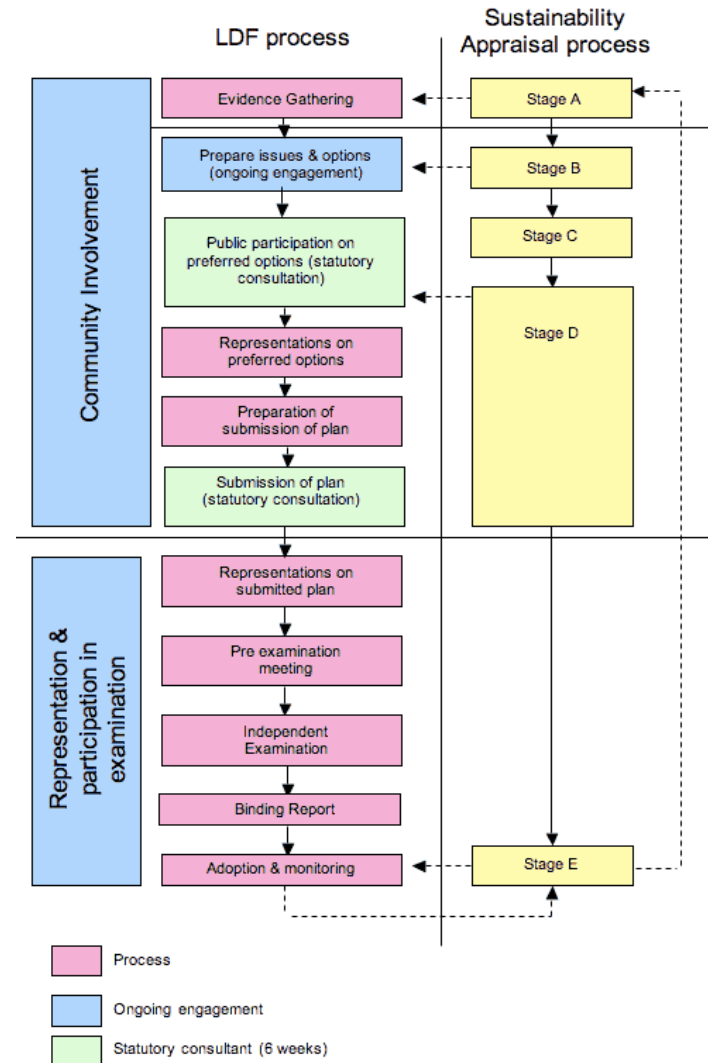 LDF process
Sustainability
Appraisal process
Community Involvement
Evidence Gathering
Stage A
Prepare issues & options
(ongoing engagement)
Stage B
Public participation on
preferred options (statutory
consultation)
Stage C
Stage D
Representations on
preferred options
Preparation of
submission of plan
Submission of plan
(statutory consultation)
Representation &
participation in
examination
Representations on
submitted plan
Pre examination
meeting
Independent
Examination
Binding Report
Adoption & monitoring
Stage E
Process
Ongoing engagement
Statutory consultant (6 weeks)